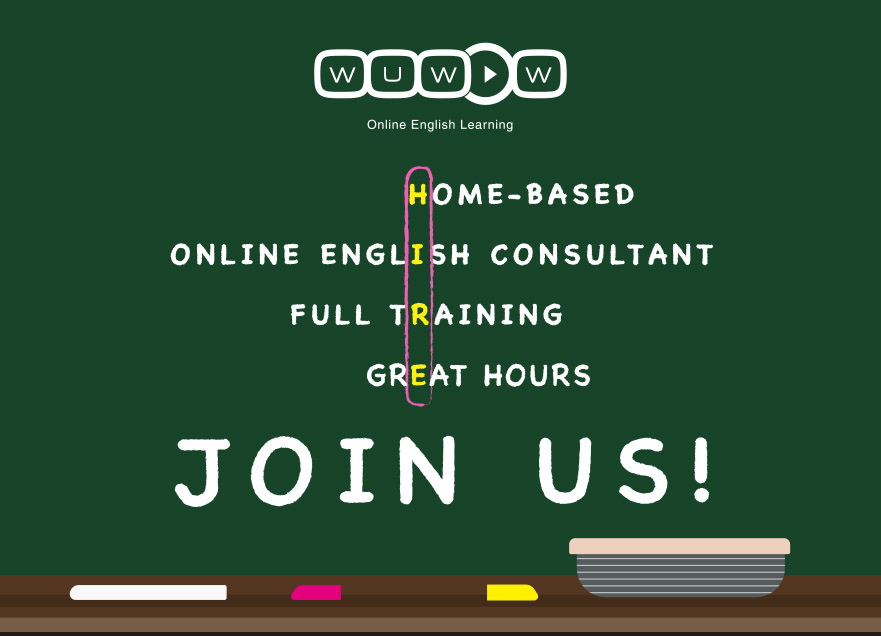 WUWOW
Online English Learning
HOME-BASED
ONLINE ENGLISH CONSULTANT
FULL TRAINING
GREAT HOURS
JOIN US!